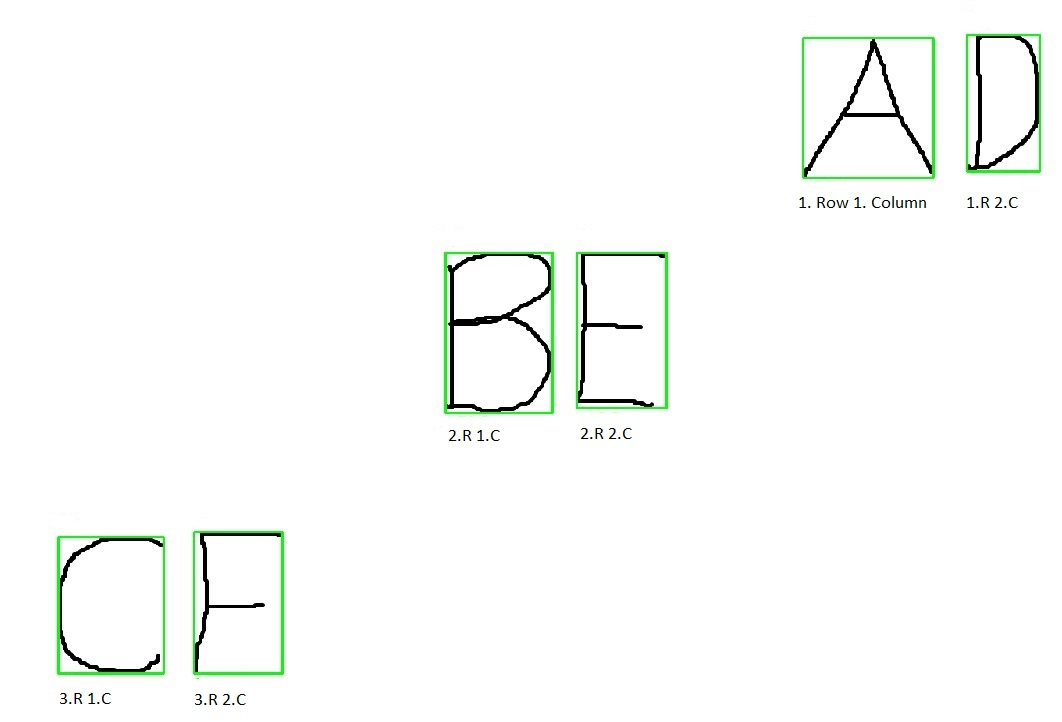 A D
1. Row 1. Column 1.R 2.C
B E
2.R 1.C 2.R 2.C
C F
3.R 1.C 3.R 2.C